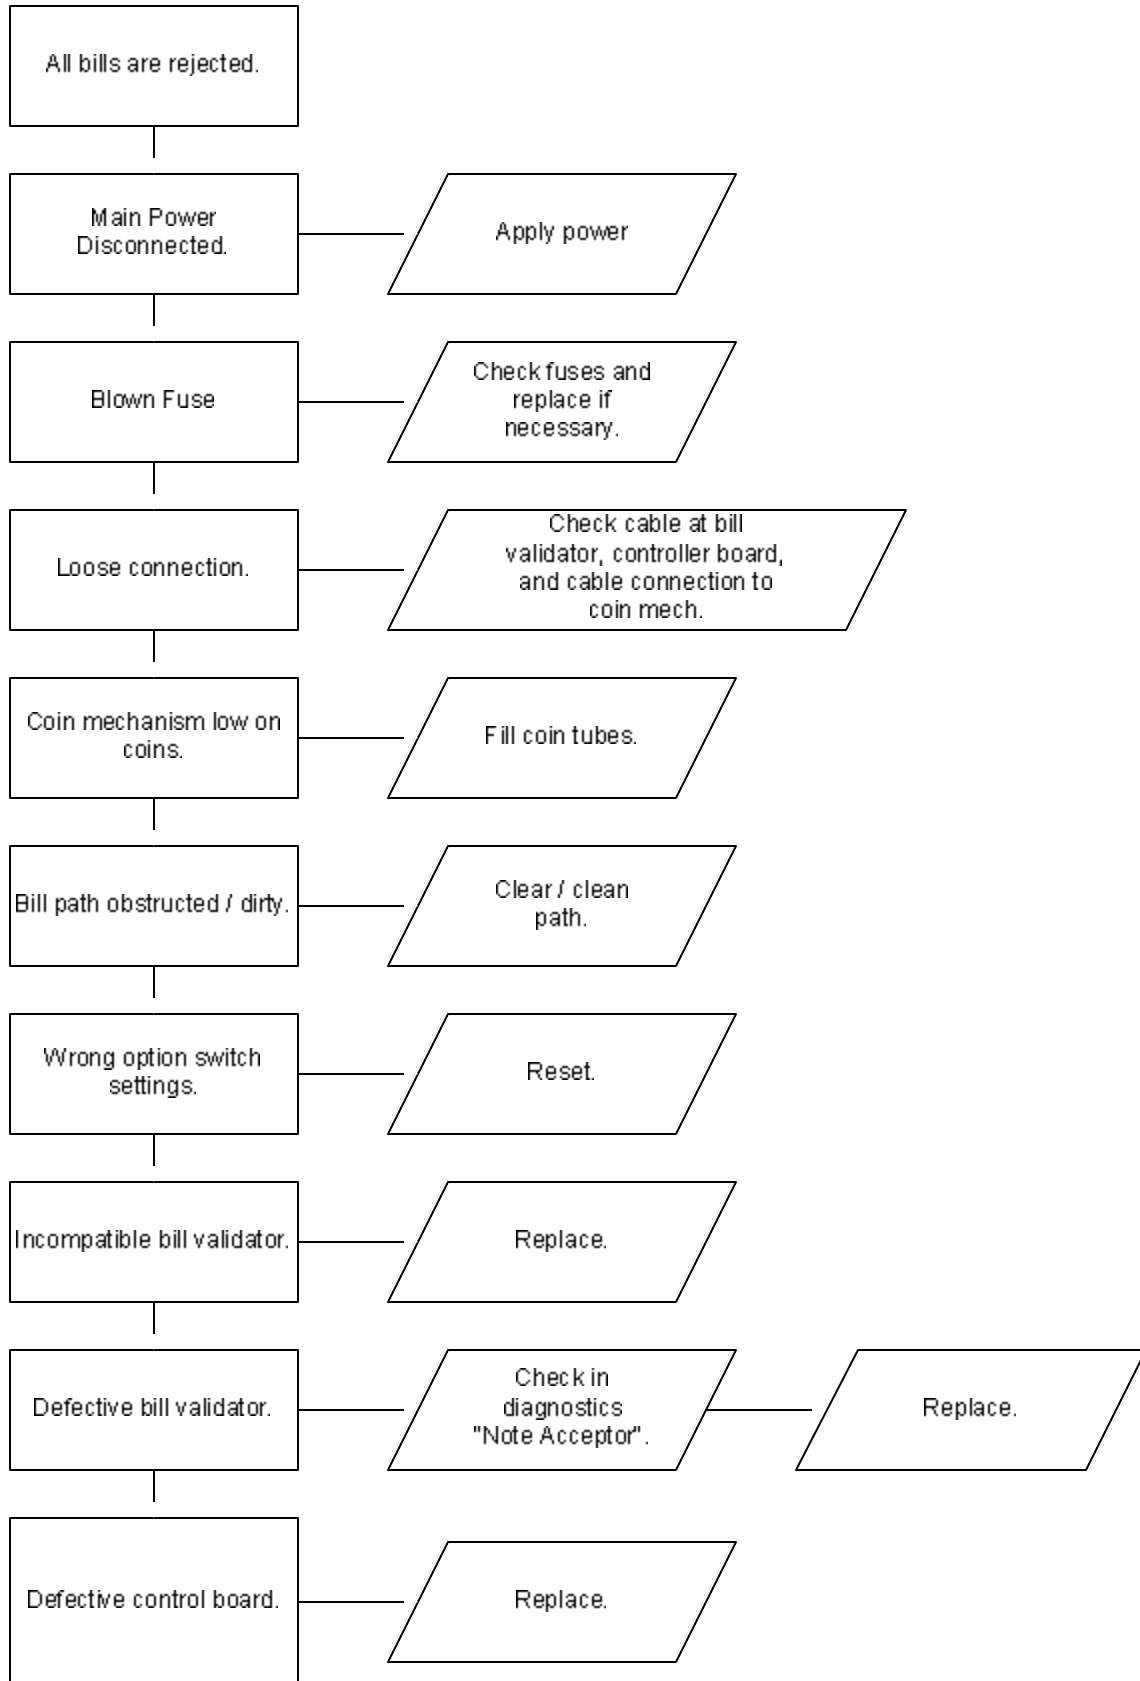 All bills are rejected.
Main Power
Disconnected.
Apply power
Blown Fuse
Check fuses and
replace if
necessary.
Loose connection.
Check cable at bill
validator, controller board,
and cable connection to
coin mech.
Coin mechanism low on
coins.
Fill coin tubes.
Bill path obstructed / dirty.
Clear / clean
path.
Wrong option switch
settings.
Reset.
Incompatible bill validator.
Replace.
Defective bill validator.
Check in
diagnostics
"Note Acceptor".
Replace.
Defective control board.
Replace.